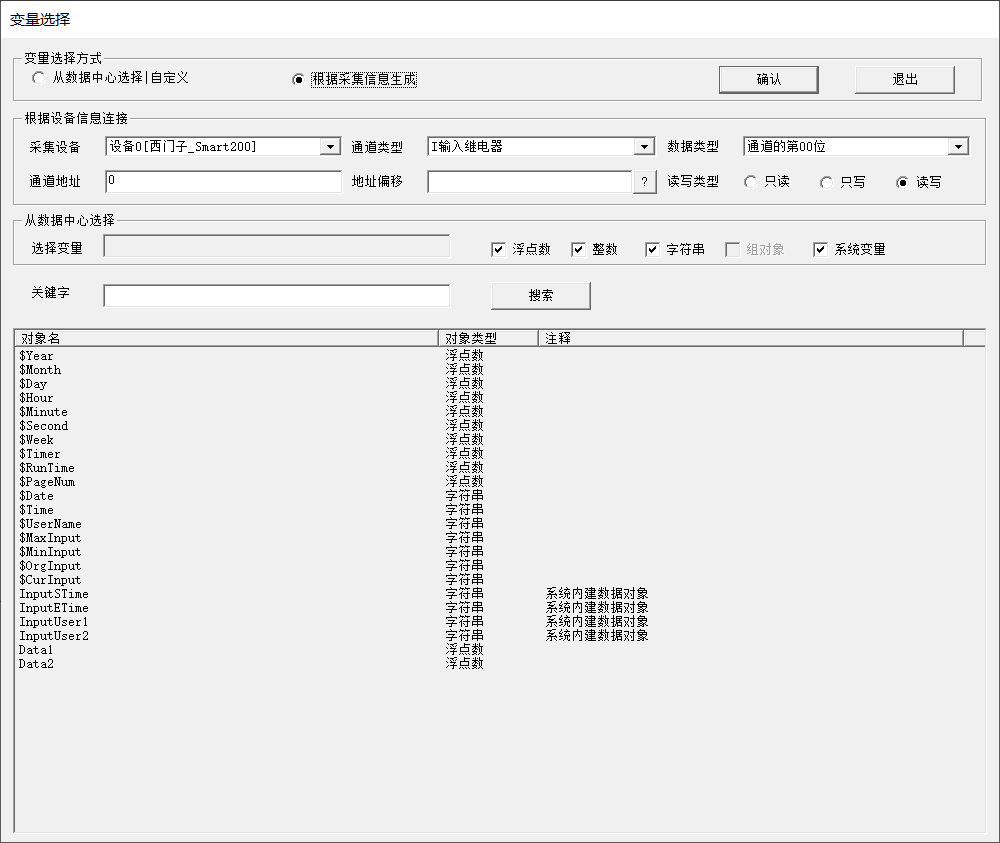 变量选择
变量选择方式
从数据中心选择|自定义 根据采集信息生成 确认 退出
根据设备信息连接
采集设备 设备0[西门子_Smart200] 通道类型 I输入继电器 数据类型 通道的第00位
通道地址 0 地址偏移 ? 读写类型 只读 只写 读写
从数据中心选择
选择变量 浮点数 整数 字符串 组对象 系统变量
关键字 搜索
对象名 对象类型 注释
$Year 浮点数
$Month 浮点数
$Day 浮点数
$Hour 浮点数
$Minute 浮点数
$Second 浮点数
$Week 浮点数
$Timer 浮点数
$RunTime 浮点数
$PageNum 浮点数
$Date 字符串
$Time 字符串
$UserName 字符串
$MaxInput 字符串
$MinInput 字符串
$OrgInput 字符串
$CurInput 字符串
InputSTime 字符串 系统内建数据对象
InputETime 字符串 系统内建数据对象
InputUser1 字符串 系统内建数据对象
InputUser2 字符串 系统内建数据对象
Data1 浮点数
Data2 浮点数